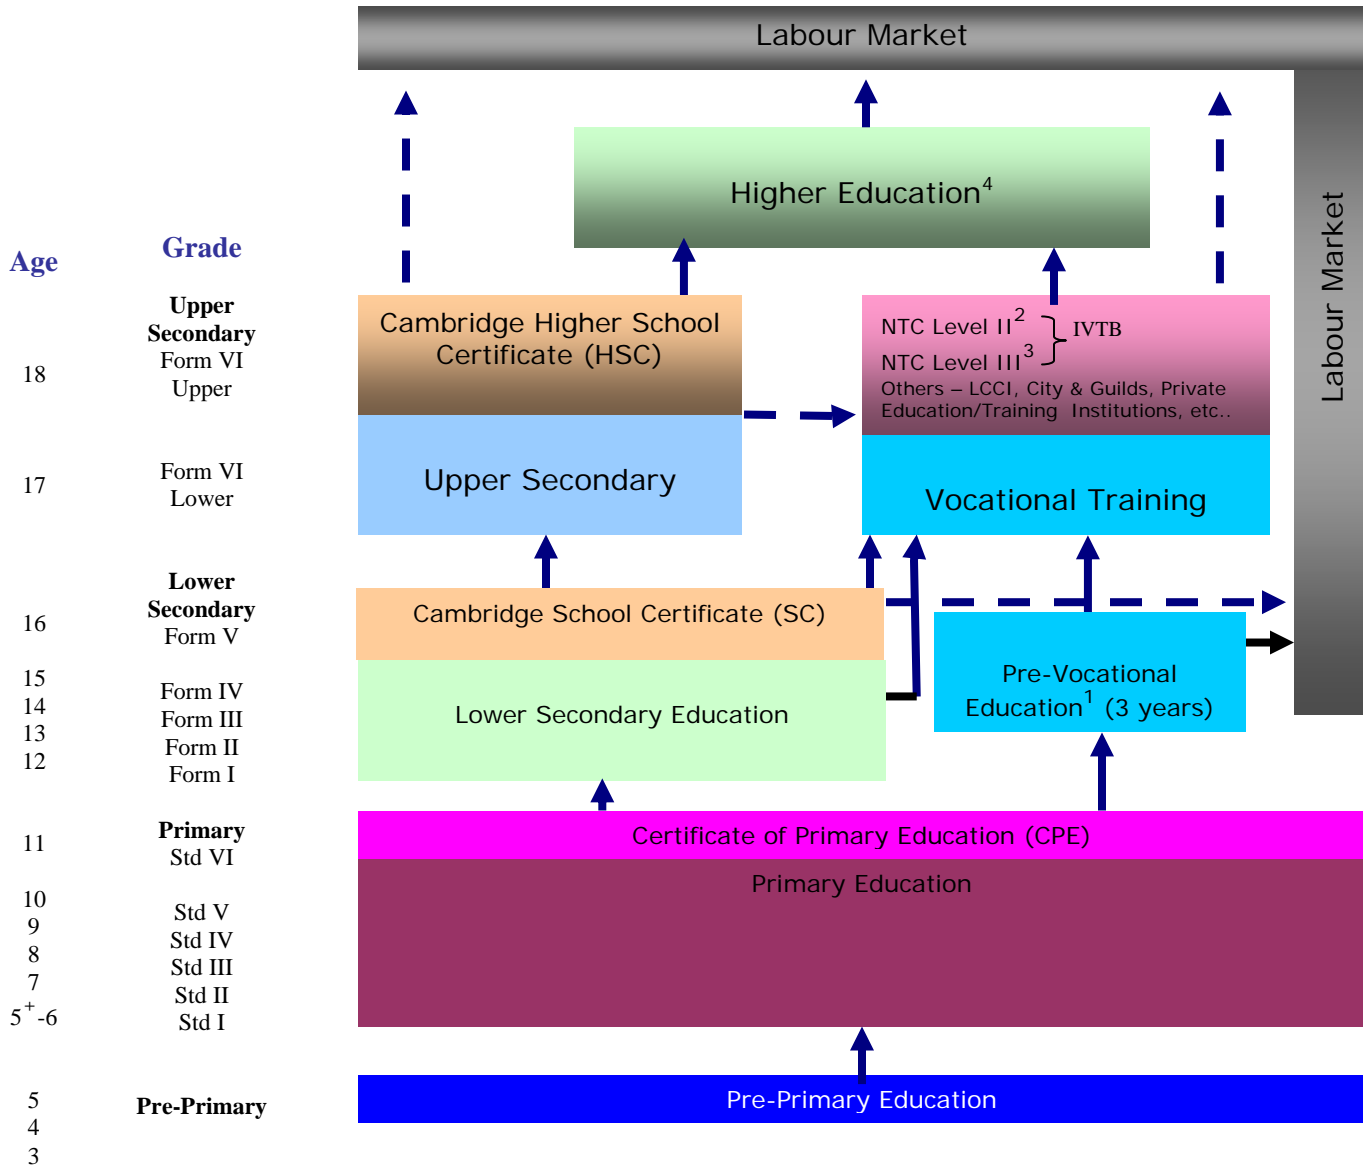 Labour Market
Labour Market
Higher Education4
Age
Grade
Upper
Secondary
Form VI
Upper
18
Cambridge Higher School
Certificate (HSC)
NTC Level II2
IVTB
NTC Level III3
Others – LCCI, City & Guilds, Private
Education/Training Institutions, etc..
17
Form VI
Lower
Upper Secondary
Vocational Training
Lower
Secondary
16
Form V
Cambridge School Certificate (SC)
15
14
13
12
Form IV
Form III
Form II
Form I
Lower Secondary Education
Pre-Vocational
Education1 (3 years)
Primary
11
Std VI
Certificate of Primary Education (CPE)
Primary Education
10
9
8
7
5+-6
Std V
Std IV
Std III
Std II
Std I
5
4
3
Pre-Primary
Pre-Primary Education